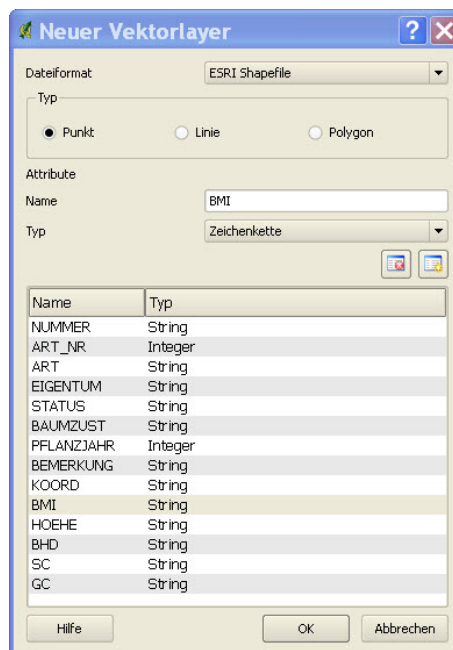 Neuer Vektorlayer
Dateiformat ESRI Shapefile
Typ
Punkt Linie Polygon
Attribute
Name BMI
Typ Zeichenkette
Name Typ
NUMMER String
ART_NR Integer
ART String
EIGENTUM String
STATUS String
BAUMZUST String
PFLANZJAHR Integer
BEMERKUNG String
KOORD String
BMI String
HOEHE String
BHD String
SC String
GC String
Hilfe OK Abbrechen